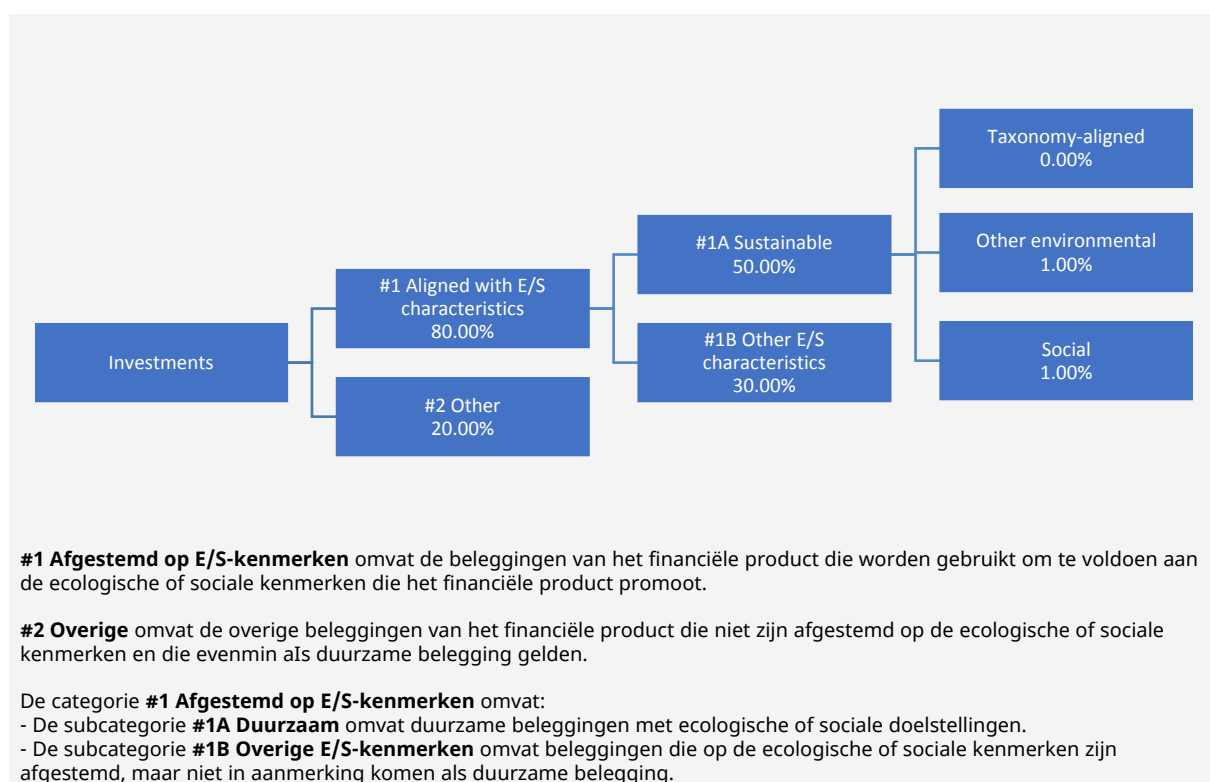 Taxonomy-aligned
0.00%
#1A Sustainable
50.00%
Other environmental
1.00%
#1 Aligned with E/S
characteristics
80.00%
Investments
#1B Other E/S
characteristics
30.00%
Social
1.00%
#2 Other
20.00%
#1 Afgestemd op E/S-kenmerken omvat de beleggingen van het financiële product die worden gebruikt om te voldoen aan
de ecologische of sociale kenmerken die het financiële product promoot.
#2 Overige omvat de overige beleggingen van het financiële product die niet zijn afgestemd op de ecologische of sociale
kenmerken en die evenmin aIs duurzame belegging gelden.
De categorie #1 Afgestemd op E/S-kenmerken omvat:
- De subcategorie #1A Duurzaam omvat duurzame beleggingen met ecologische of sociale doelstellingen.
- De subcategorie #1B Overige E/S-kenmerken omvat beleggingen die op de ecologische of sociale kenmerken zijn
afgestemd, maar niet in aanmerking komen als duurzame belegging.